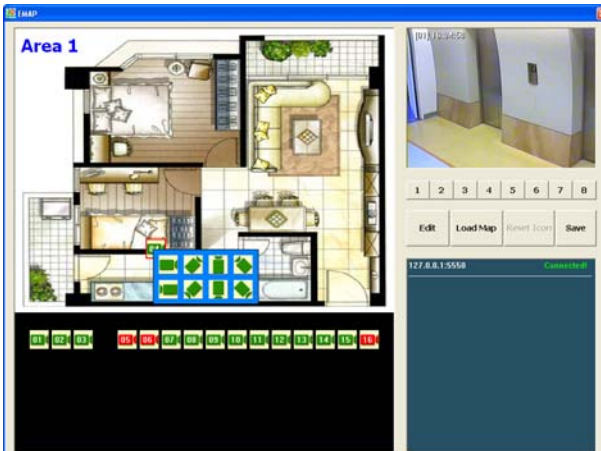 EMAP
Area 1
1 2 3 4 5 6 7 8
Edit Load Map Reset Icon Save
127.0.0.1:5550 Connected!
01 02 03 05 06 07 08 09 10 11 12 13 14 15 16